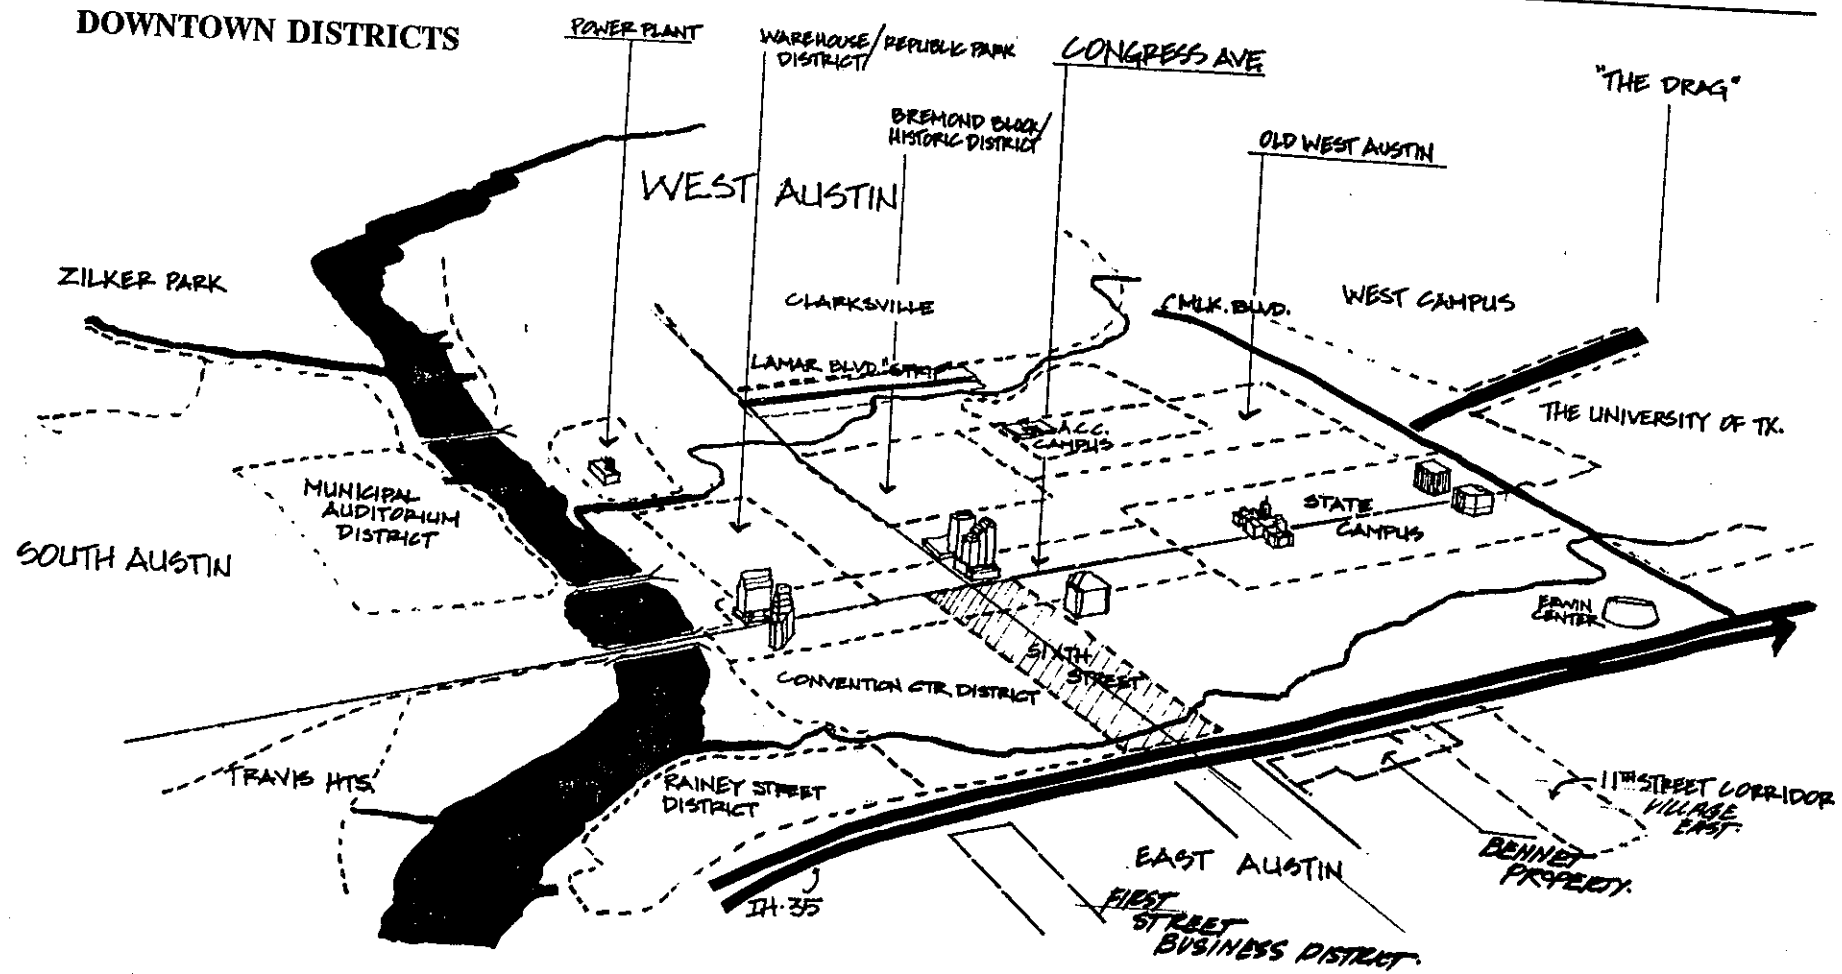 DOWNTOWN DISTRICTS
POWER PLANT
WAREHOUSE/REPUBLIC PARK
DISTRICT/
CONGRESS AVE.
"THE DRAG"
BREMOND BLOCK/
HISTORIC DISTRICT
OLD WEST AUSTIN
WEST AUSTIN
ZILKER PARK
CLARKSVILLE
MLK. BLVD.
WEST CAMPUS
LAMAR BLVD. "STRIP"
THE UNIVERSITY OF TX.
A.C.C.
CAMPUS
MUNICIPAL
AUDITORIUM
DISTRICT
STATE
CAMPUS
SOUTH AUSTIN
ERWIN
CENTER
SIXTH
STREET
CONVENTION CTR. DISTRICT
TRAVIS HTS.
RAINEY STREET
DISTRICT
11TH STREET CORRIDOR
VILLAGE
EAST.
BENNET
PROPERTY.
EAST AUSTIN
IH-35
FIRST
STREET
BUSINESS DISTRICT.